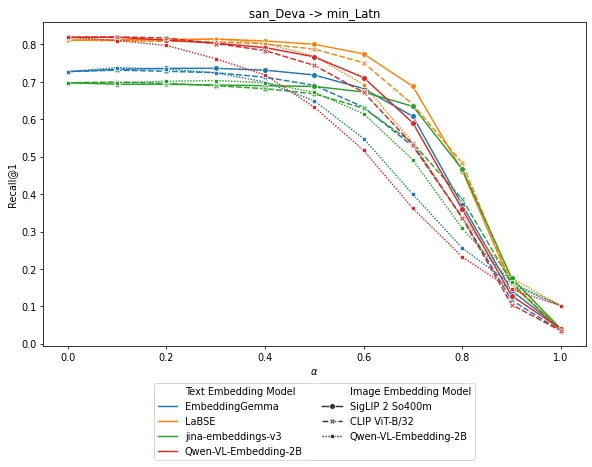 san_Deva -> min_Latn
Recall@1
0.8
0.7
0.6
0.5
0.4
0.3
0.2
0.1
0.0
0.0 0.2 0.4 0.6 0.8 1.0
α
Text Embedding Model Image Embedding Model
EmbeddingGemma SigLIP 2 So400m
LaBSE CLIP ViT-B/32
jina-embeddings-v3 Qwen-VL-Embedding-2B
Qwen-VL-Embedding-2B